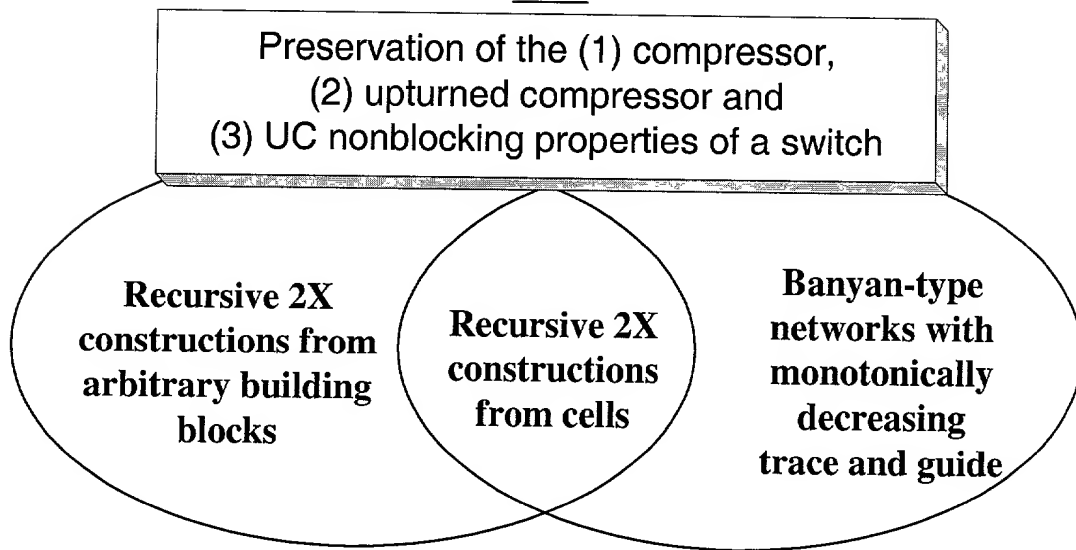 Preservation of the (1) compressor,
(2) upturned compressor and
(3) UC nonblocking properties of a switch
Recursive 2X
constructions from
arbitrary building
blocks
Recursive 2X
constructions
from cells
Banyan-type
networks with
monotonically
decreasing
trace and guide